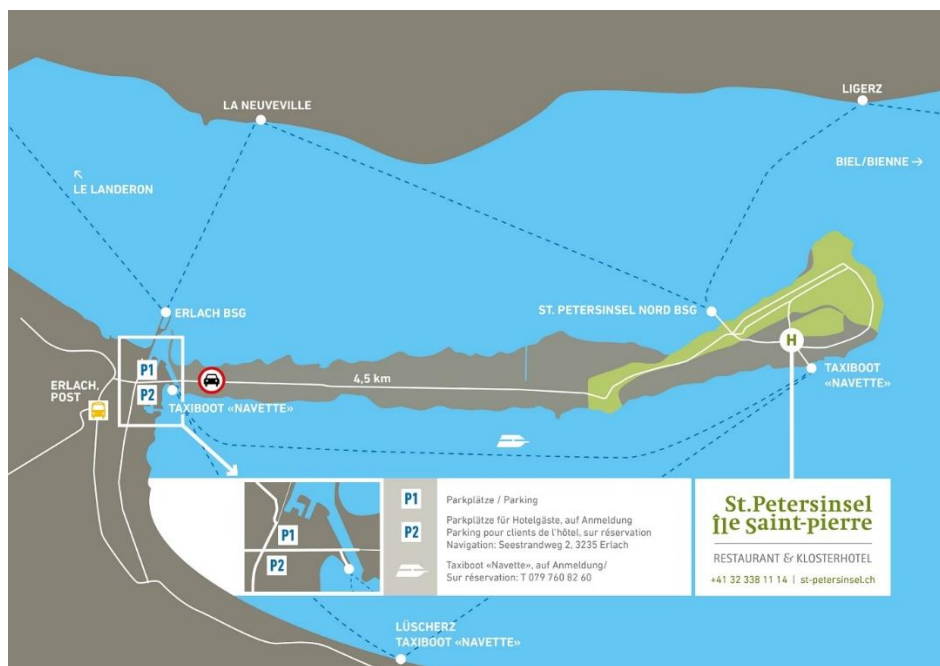 LA NEUVEVILLE
LIGERZ
BIEL/BIENNE →
LE LANDERON
ERLACH BSG
ST. PETERSINSEL NORD BSG
H
P1
P2
4,5 km
ERLACH,
POST
TAXIBOOT «NAVETTE»
TAXIBOOT
«NAVETTE»
P1
P2
P1 Parkplätze / Parking
P2 Parkplätze für Hotelgäste, auf Anmeldung
Parking pour clients de l'hôtel, sur réservation
Navigation: Seestrandweg 2, 3235 Erlach
Taxiboot «Navette», auf Anmeldung/
Sur réservation: T 079 760 82 60
St.Petersinsel
Île saint-pierre
RESTAURANT & KLOSTERHOTEL
+41 32 338 11 14 | st-petersinsel.ch
LÜSCHERZ
TAXIBOOT «NAVETTE»